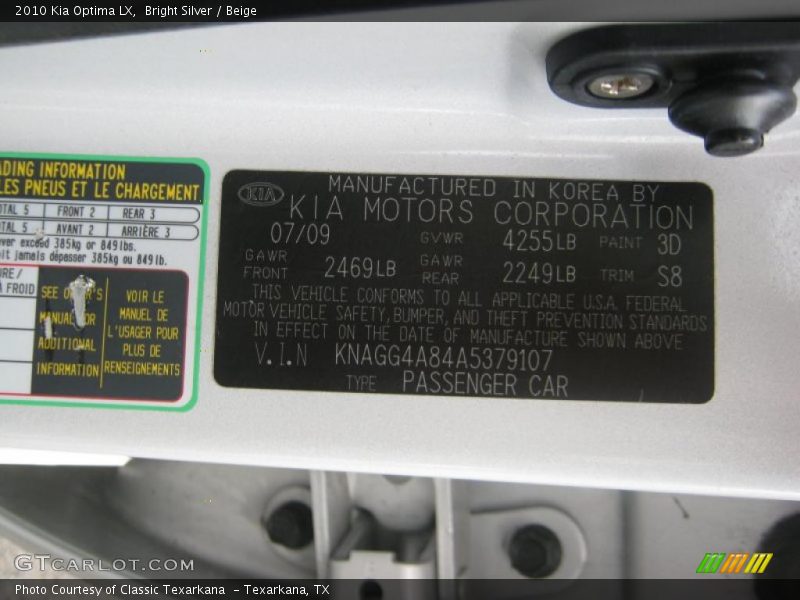 2010 Kia Optima LX,  Bright Silver / Beige
ADING INFORMATION
LES PNEUS ET LE CHARGEMENT
OTAL 5 FRONT 2 REAR 3
OTAL 5 AVANT 2 ARRIÈRE 3
ver exceed 385kg or 849lbs.
oit jamais dépasser 385kg ou 849lb.
RE/
À FROID
SEE
MANUAL OR
ADDITIONAL
INFORMATION
VOIR LE
MANUEL DE
L'USAGER POUR
PLUS DE
RENSEIGNEMENTS
KIA
MANUFACTURED IN KOREA BY
KIA MOTORS CORPORATION
07/09 GVWR 4255LB PAINT 3D
GAWR FRONT 2469LB GAWR REAR 2249LB TRIM S8
THIS VEHICLE CONFORMS TO ALL APPLICABLE U.S.A. FEDERAL
MOTOR VEHICLE SAFETY, BUMPER, AND THEFT PREVENTION STANDARDS
IN EFFECT ON THE DATE OF MANUFACTURE SHOWN ABOVE
V.I.N KNAGG4A84A5379107
TYPE PASSENGER CAR
GTCARLOT.COM
Photo Courtesy of Classic Texarkana  - Texarkana, TX